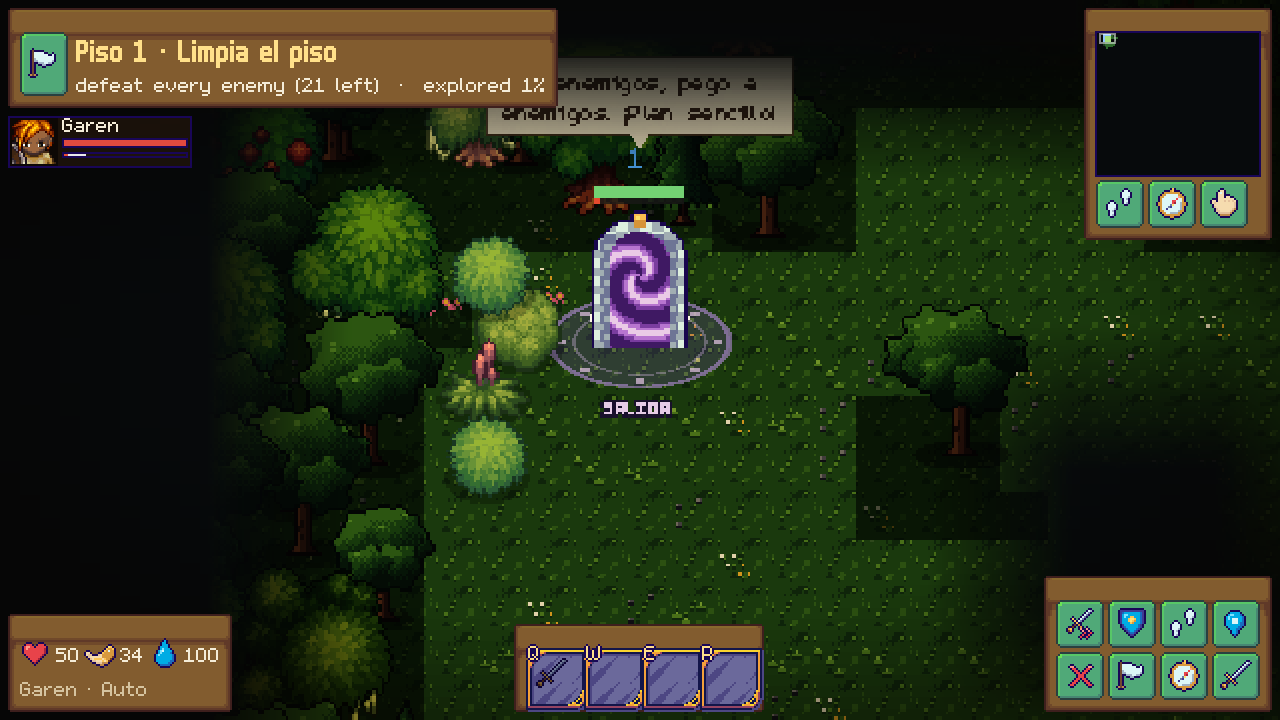 Piso 1 · Limpia el piso
defeat every enemy (21 left) · explored 1%
enemigos, pego a
enemigos. Plan sencillo
Garen
1
SALIDA
50 34 100
Garen · Auto
Q W E R